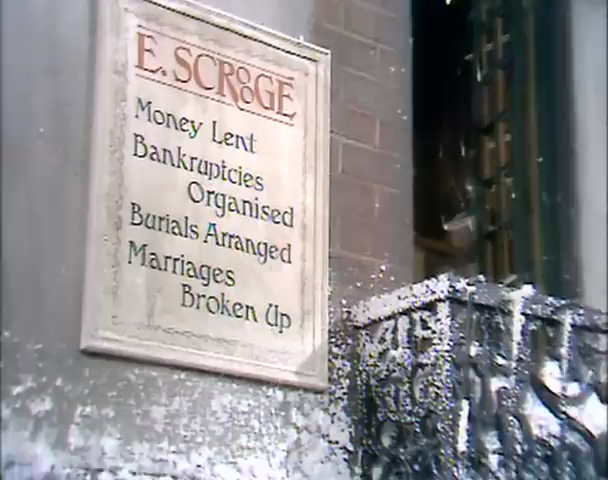 E. SCROOGE
Money Lent
Bankruptcies
Organised
Burials Arranged
Marriages
Broken Up